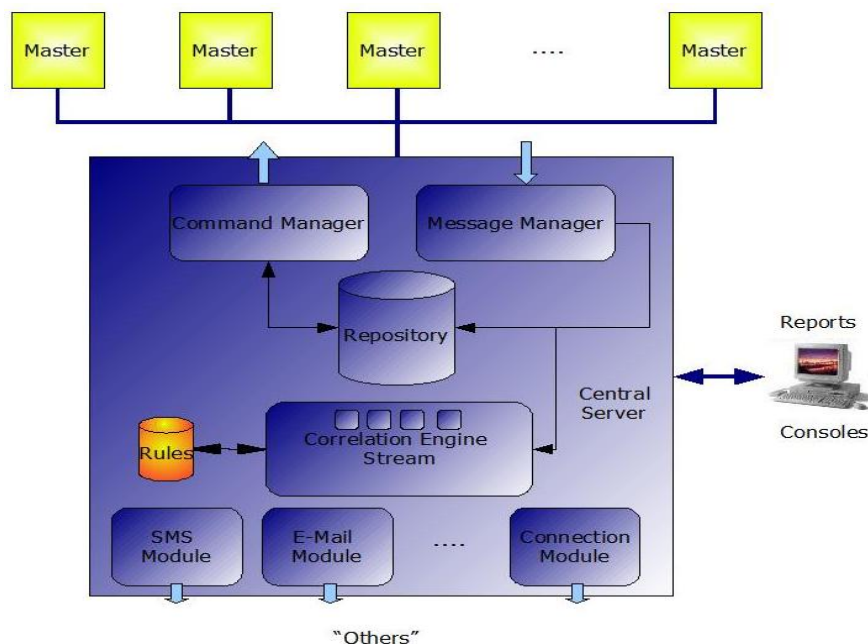 Master
Master
Master
....
Master
Command Manager
Message Manager
Repository
Reports
Central
Server
Consoles
Correlation Engine
Stream
Rules
SMS
Module
E-Mail
Module
....
Connection
Module
“Others”